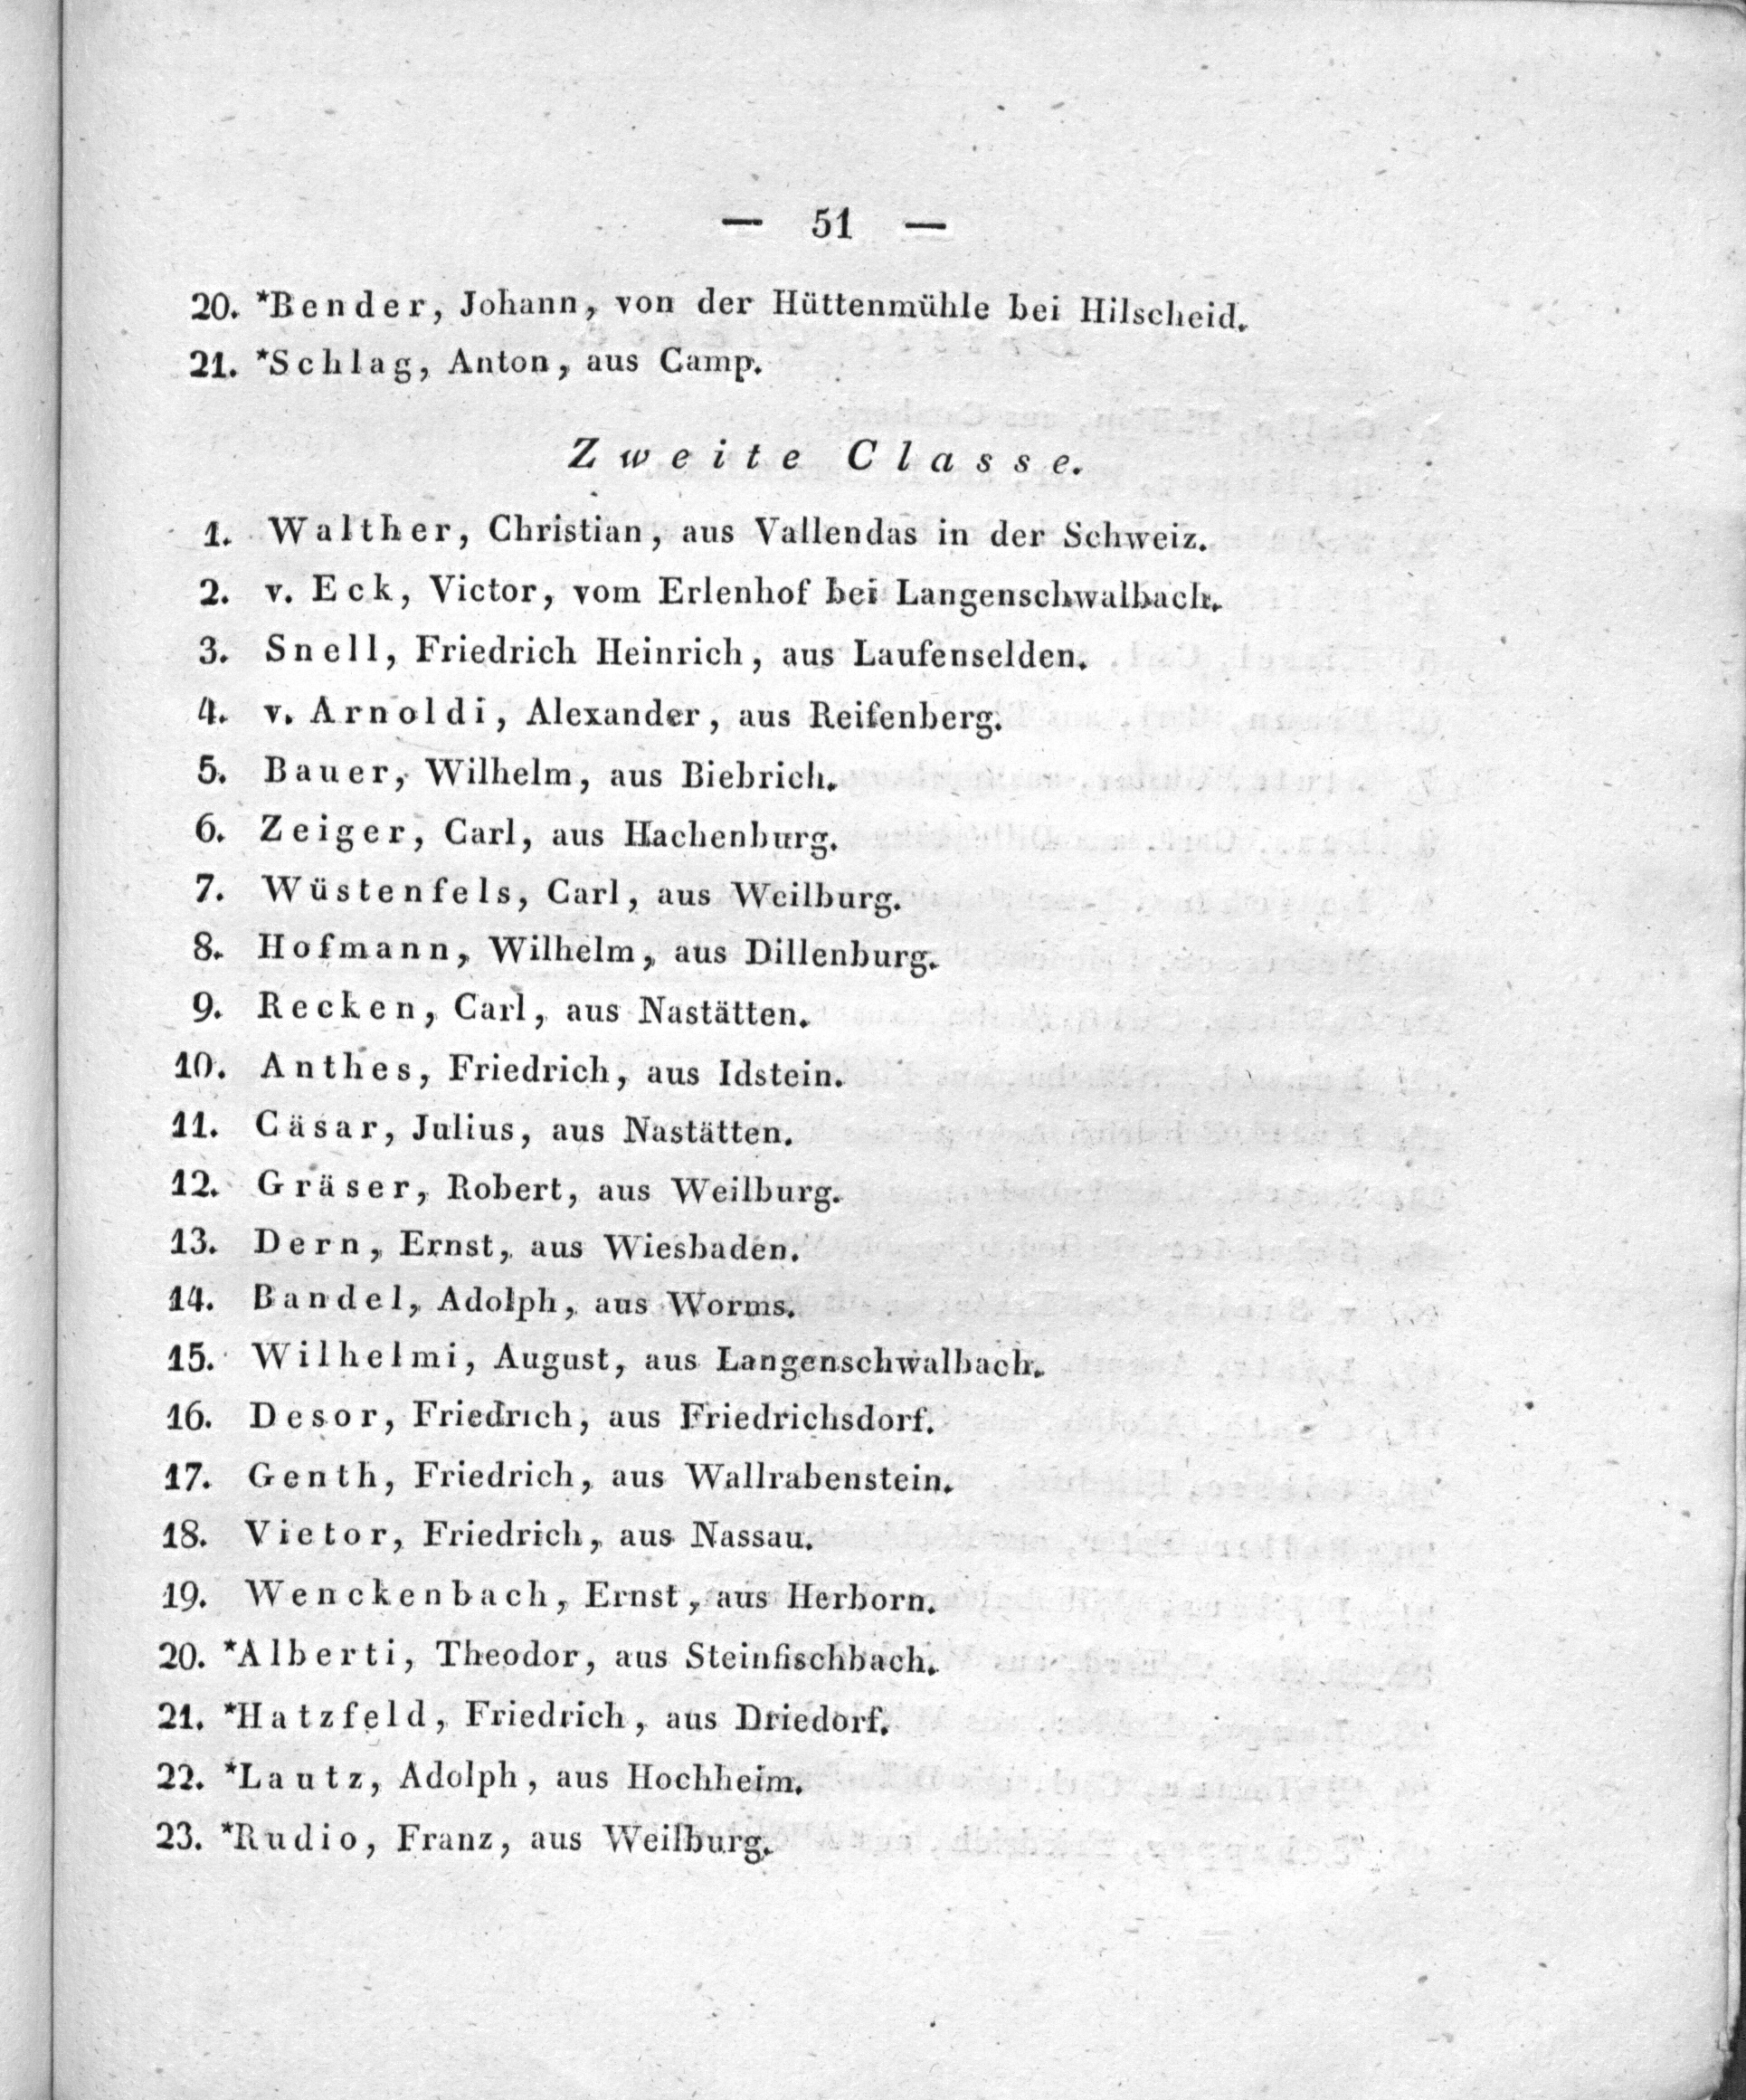 — 51 —
20. *Bender, Johann, von der Hüttenmühle bei Hilscheid.
21. *Schlag, Anton, aus Camp.
Zweite Classe.
1. Walther, Christian, aus Vallendas in der Schweiz.
2. v. Eck, Victor, vom Erlenhof bei Langenschwalbach.
3. Snell, Friedrich Heinrich, aus Laufenselden.
4. v. Arnoldi, Alexander, aus Reifenberg.
5. Bauer, Wilhelm, aus Biebrich.
6. Zeiger, Carl, aus Hachenburg.
7. Wüstenfels, Carl, aus Weilburg.
8. Hofmann, Wilhelm, aus Dillenburg.
9. Recken, Carl, aus Nastätten.
10. Anthes, Friedrich, aus Idstein.
11. Cäsar, Julius, aus Nastätten.
12. Gräser, Robert, aus Weilburg.
13. Dern, Ernst, aus Wiesbaden.
14. Bandel, Adolph, aus Worms.
15. Wilhelmi, August, aus Langenschwalbach.
16. Desor, Friedrich, aus Friedrichsdorf.
17. Genth, Friedrich, aus Wallrabenstein.
18. Vietor, Friedrich, aus Nassau.
19. Wenckenbach, Ernst, aus Herborn.
20. *Alberti, Theodor, aus Steinfischbach.
21. *Hatzfeld, Friedrich, aus Driedorf.
22. *Lautz, Adolph, aus Hochheim.
23. *Rudio, Franz, aus Weilburg.